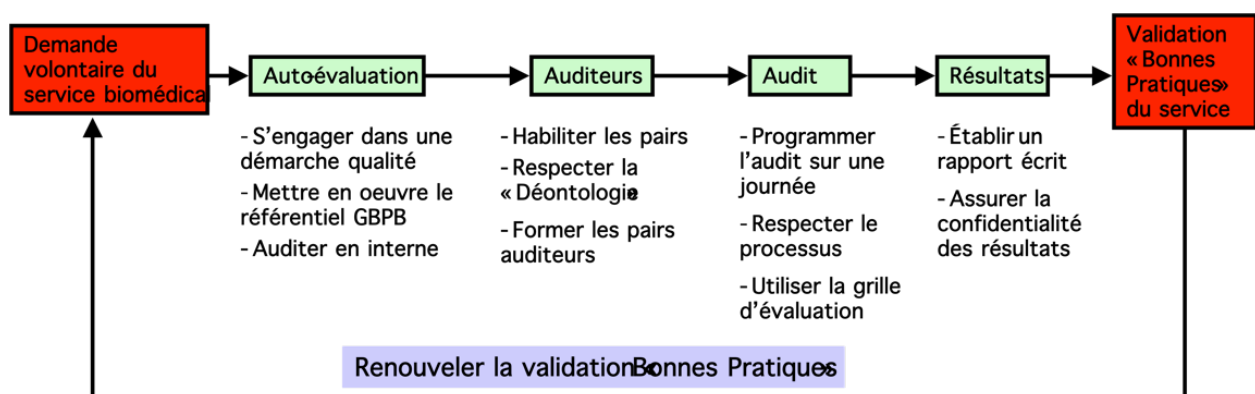 Demande
volontaire du
service biomédical
Auto-évaluation
Auditeurs
Audit
Résultats
Validation
« Bonnes
Pratiques»
du service
- S'engager dans une
démarche qualité
- Mettre en oeuvre le
référentiel GBPB
- Auditer en interne
- Habiliter les pairs
- Respecter la
« Déontologie»
- Former les pairs
auditeurs
- Programmer
l'audit sur une
journée
- Respecter le
processus
- Utiliser la grille
d'évaluation
- Établir un
rapport écrit
- Assurer la
confidentialité
des résultats
Renouveler la validation «Bonnes Pratiques»